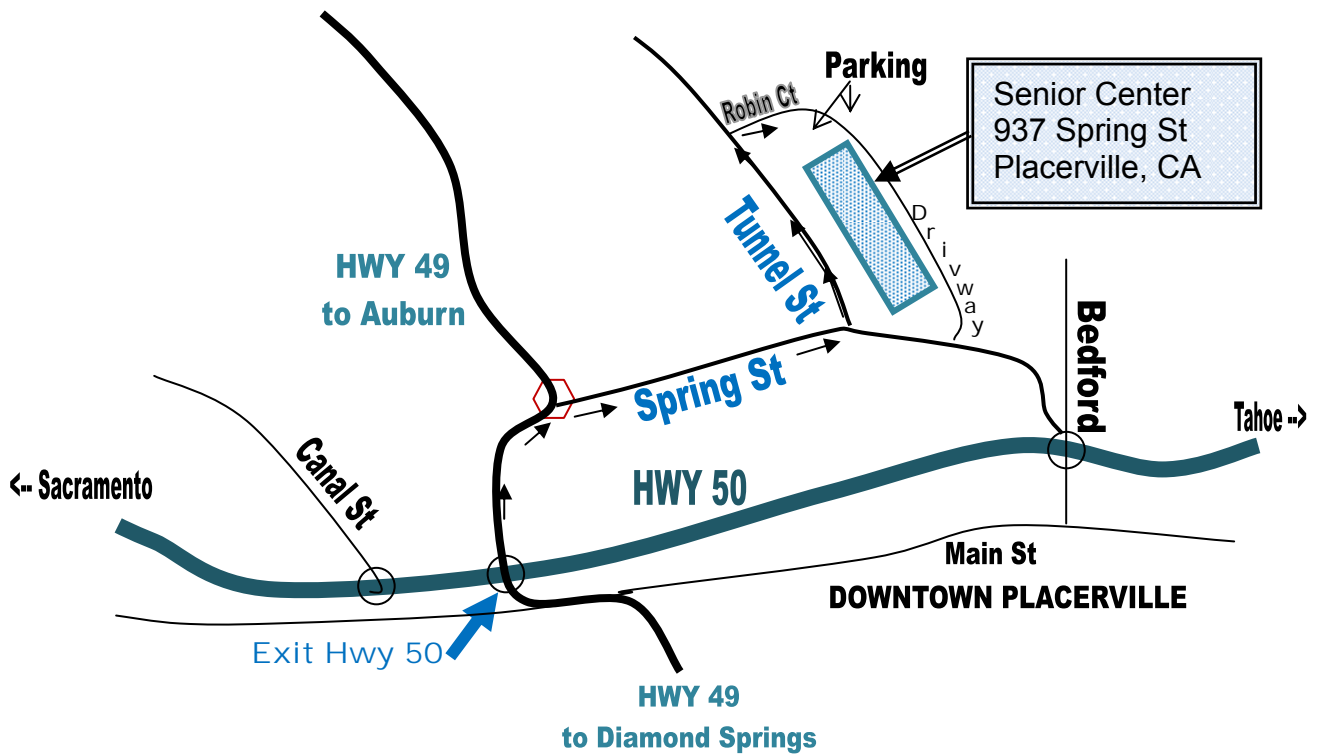 Parking
Robin Ct
Senior Center
937 Spring St
Placerville, CA
Drivway
Tunnel St
HWY 49
to Auburn
Bedford
Spring St
Tahoe -->
Canal St
<-- Sacramento
HWY 50
Main St
DOWNTOWN PLACERVILLE
Exit Hwy 50
HWY 49
to Diamond Springs